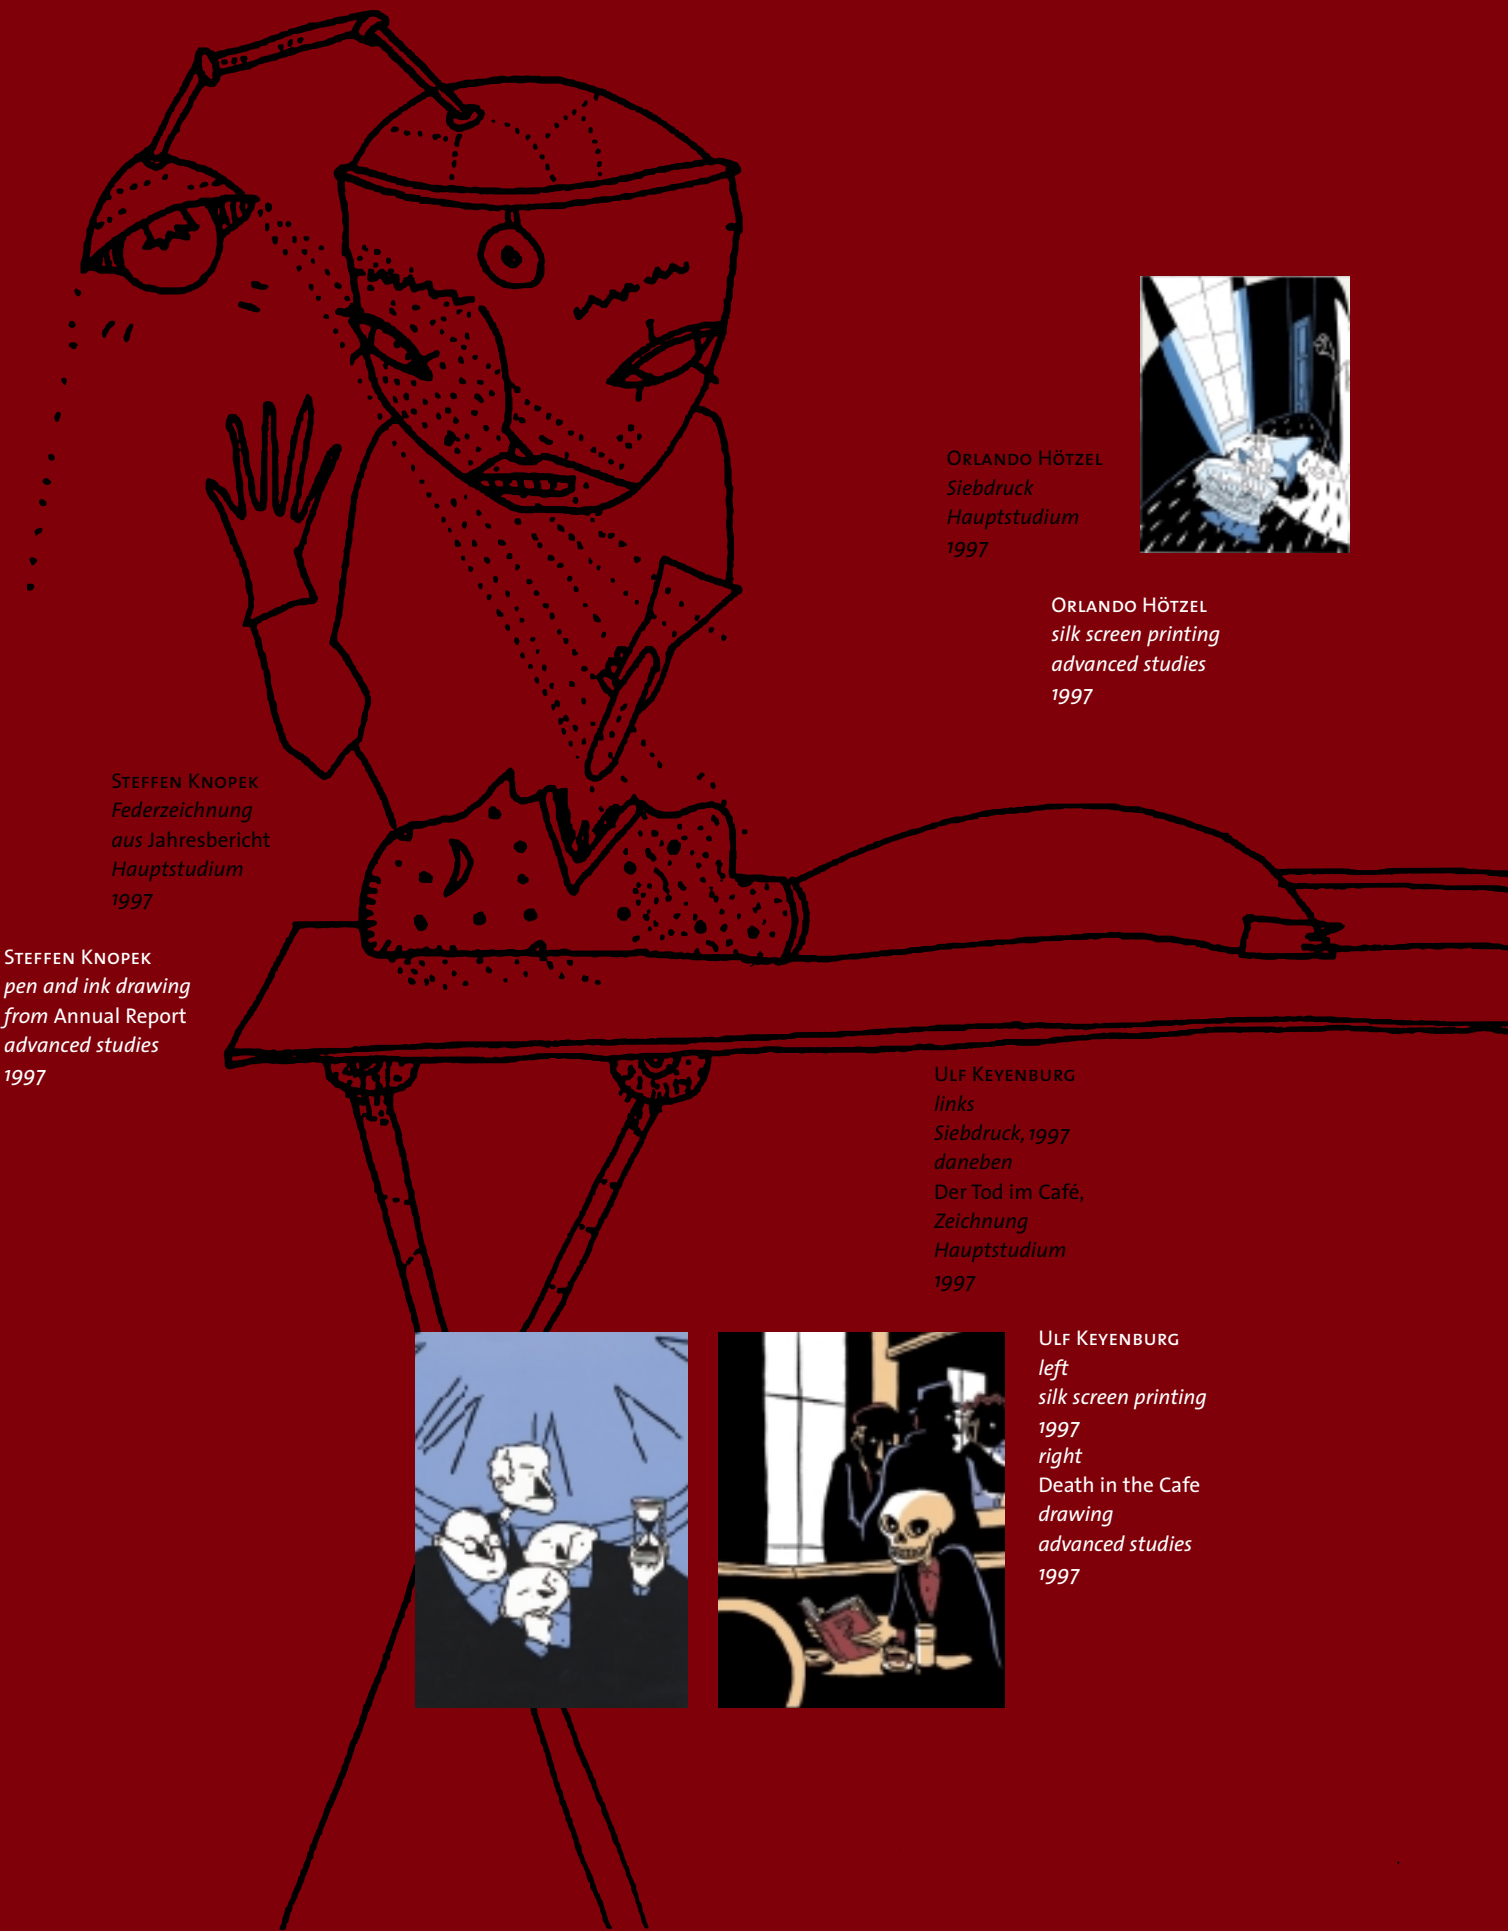 ORLANDO HÖTZEL
Siebdruck
Hauptstudium
1997
ORLANDO HÖTZEL
silk screen printing
advanced studies
1997
STEFFEN KNOPEK
Federzeichnung
aus Jahresbericht
Hauptstudium
1997
STEFFEN KNOPEK
pen and ink drawing
from Annual Report
advanced studies
1997
ULF KEYENBURG
links
Siebdruck, 1997
daneben
Der Tod im Café,
Zeichnung
Hauptstudium
1997
ULF KEYENBURG
left
silk screen printing
1997
right
Death in the Cafe
drawing
advanced studies
1997